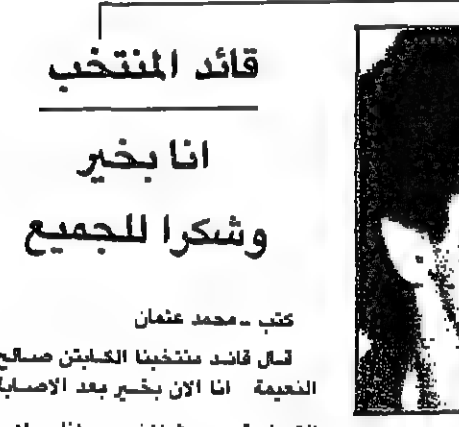 قائد المنتخب
انا بخير
وشكرا للجميع
كتب - محمد عثمان
قال قائد منتخبنا الكابتن صالح
النعيمة انا الان بخير بعد الاصابة